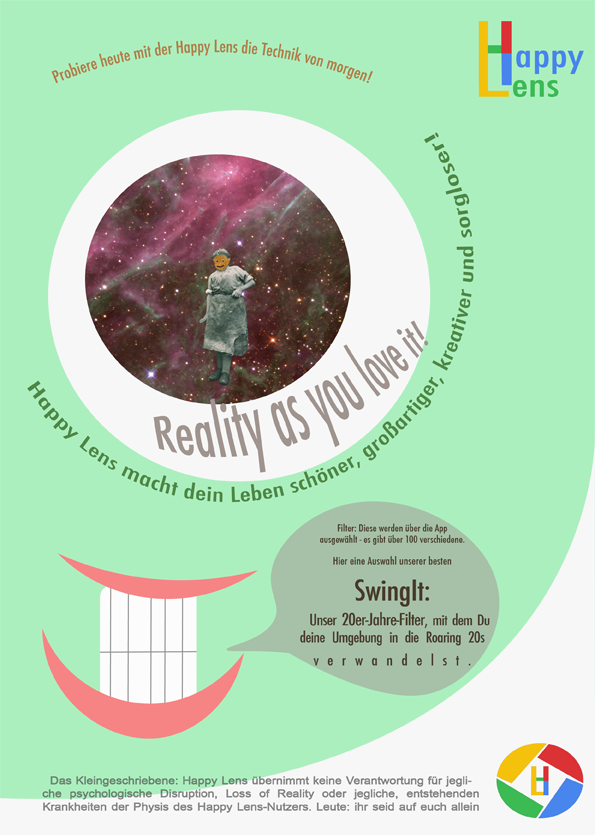 Probiere heute mit der Happy Lens die Technik von morgen!
Happy
Lens
Reality as you love it!
Happy Lens macht dein Leben schöner, großartiger, kreativer und sorgloser!
Filter: Diese werden über die App
ausgewählt - es gibt über 100 verschiedene.
Hier eine Auswahl unserer besten
SwingIt:
Unser 20er-Jahre-Filter, mit dem Du
deine Umgebung in die Roaring 20s
verwandelst.
Das Kleingeschriebene: Happy Lens übernimmt keine Verantwortung für jegli-
che psychologische Disruption, Loss of Reality oder jegliche, entstehenden
Krankheiten der Physis des Happy Lens-Nutzers. Leute: ihr seid auf euch allein
HL